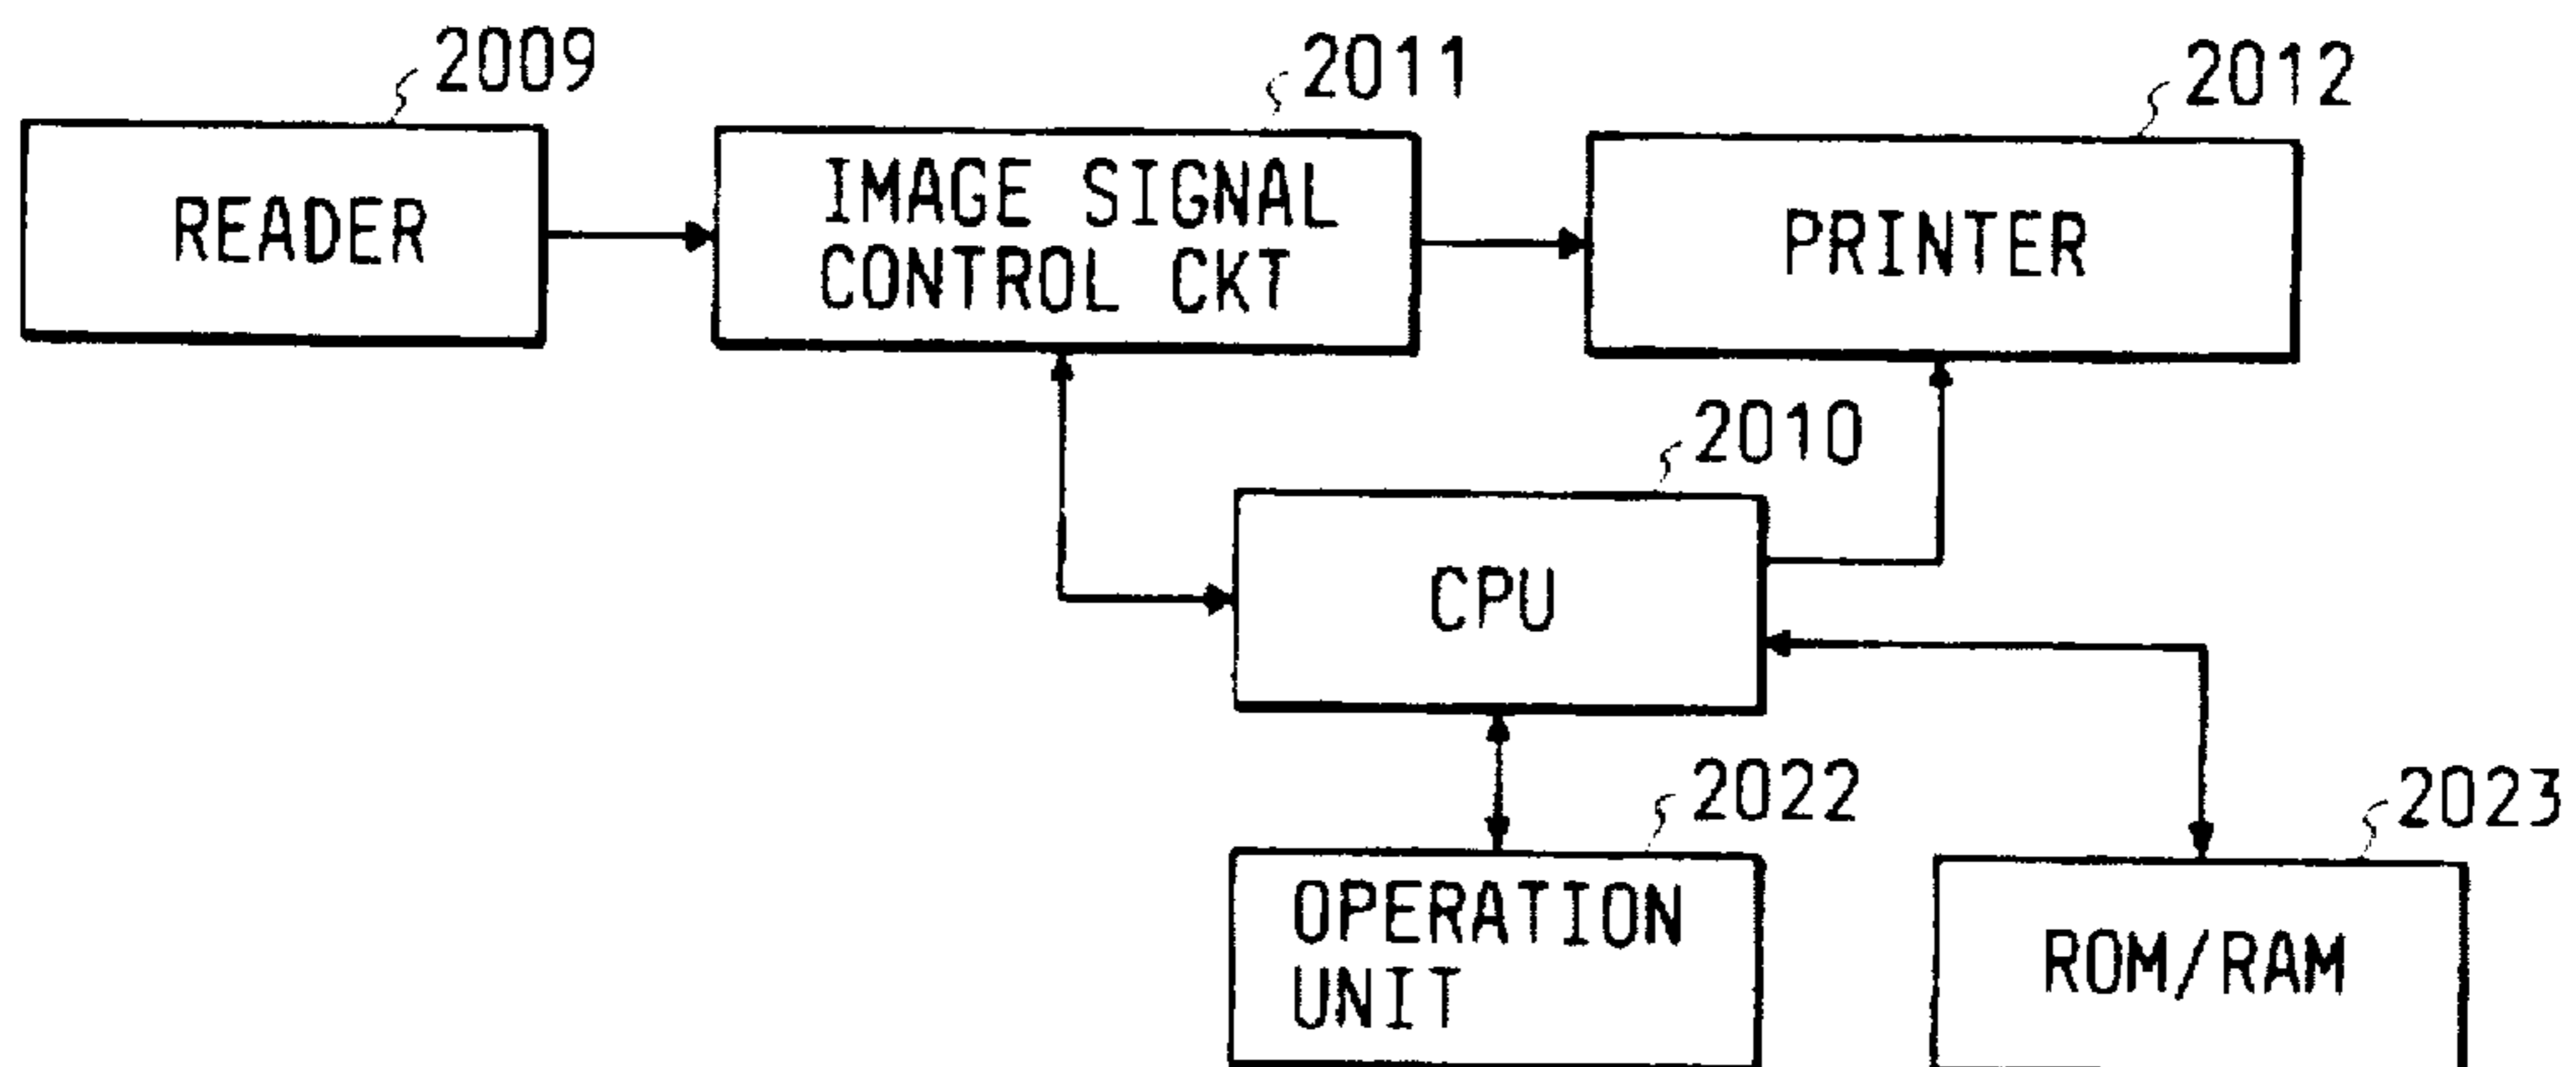 2009
2011
2012
READER
IMAGE SIGNAL
CONTROL CKT
PRINTER
2010
CPU
2022
2023
OPERATION
UNIT
ROM/RAM